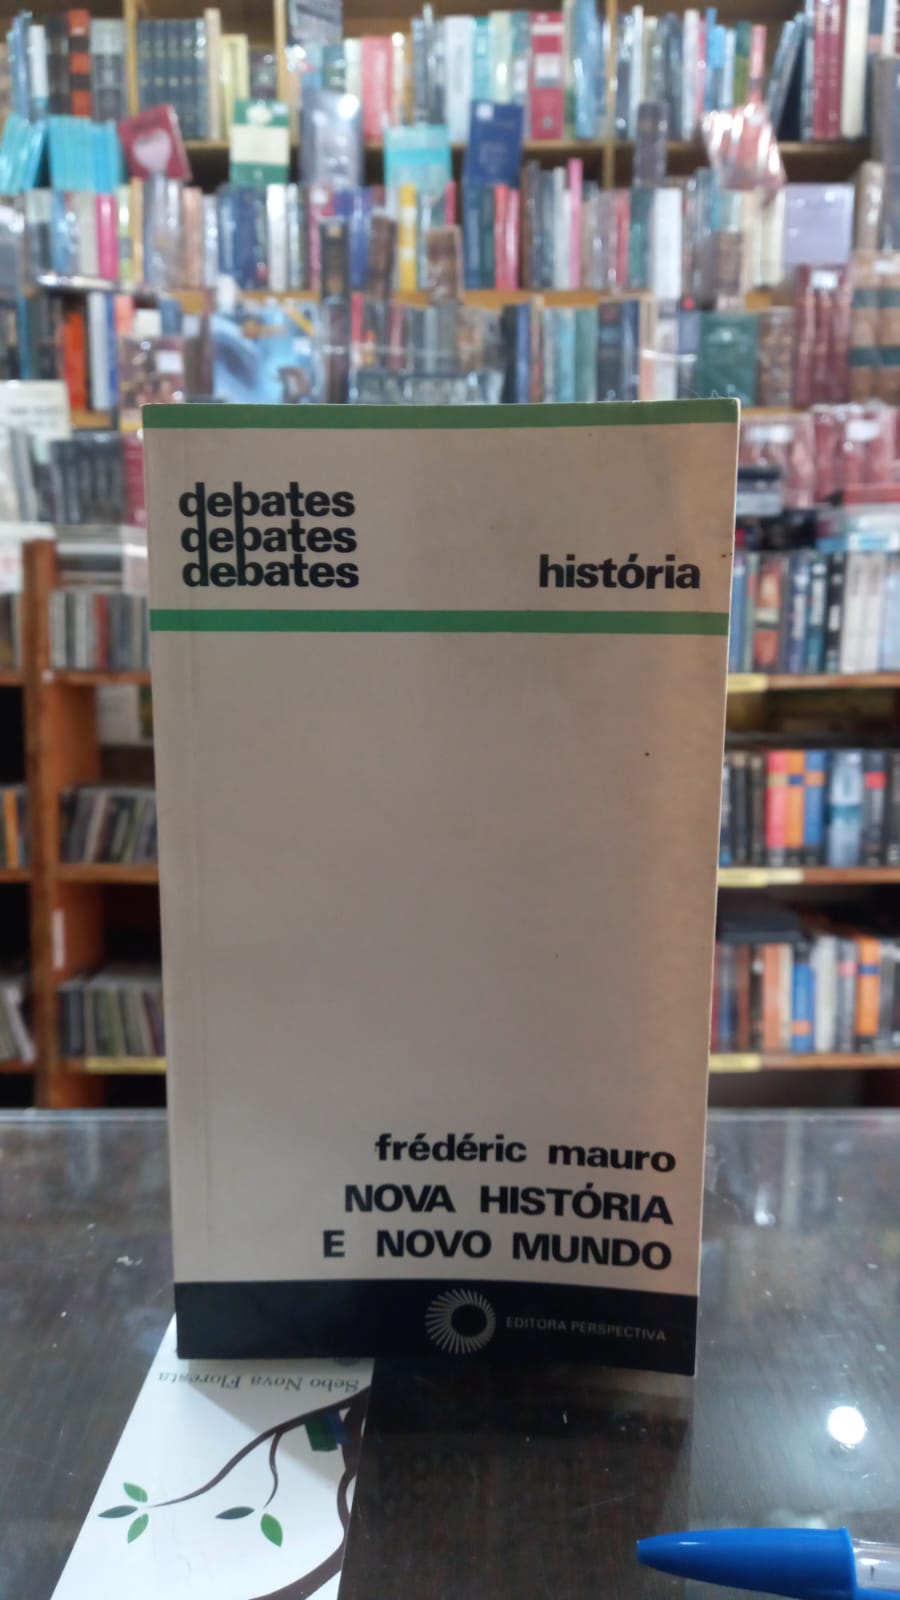 debates
debates
debates
história
frédéric mauro
NOVA HISTÓRIA
E NOVO MUNDO
EDITORA PERSPECTIVA
Sebo Nova Floresta